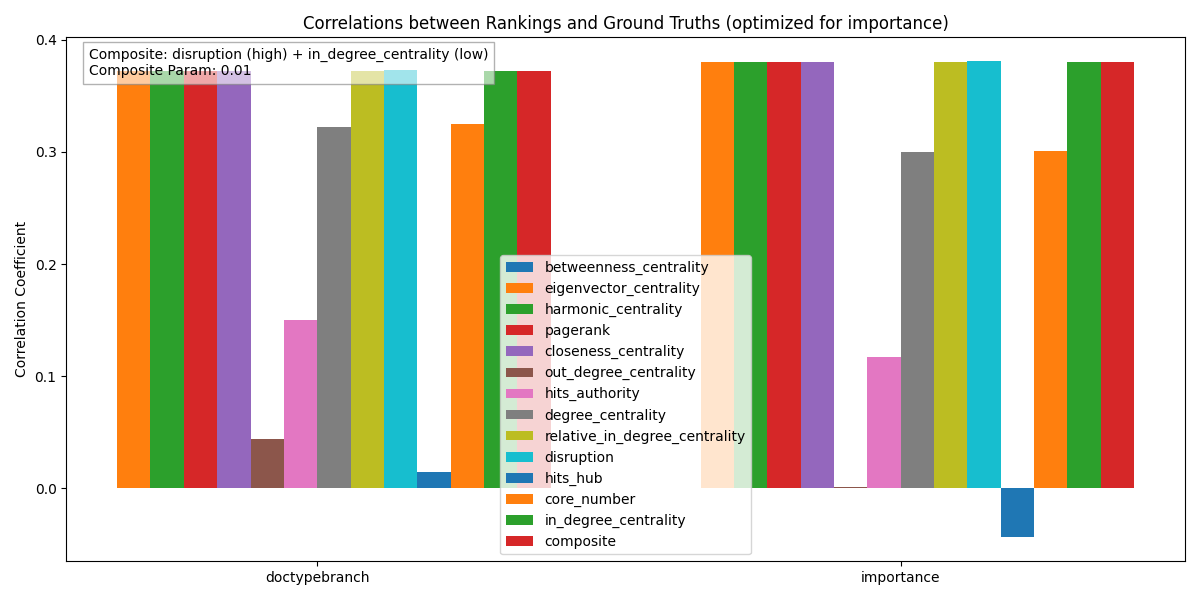 Correlations between Rankings and Ground Truths (optimized for importance)
Composite: disruption (high) + in_degree_centrality (low)
Composite Param: 0.01
Correlation Coefficient
0.4
0.3
0.2
0.1
0.0
betweenness_centrality
eigenvector_centrality
harmonic_centrality
pagerank
closeness_centrality
out_degree_centrality
hits_authority
degree_centrality
relative_in_degree_centrality
disruption
hits_hub
core_number
in_degree_centrality
composite
doctypebranch
importance